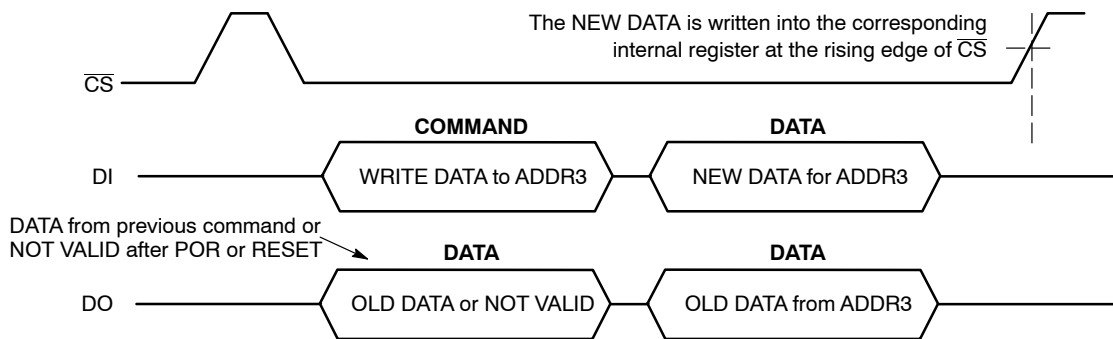 The NEW DATA is written into the corresponding
internal register at the rising edge of C̅S̅
C̅S̅
COMMAND
DATA
DI
WRITE DATA to ADDR3
NEW DATA for ADDR3
DATA from previous command or
NOT VALID after POR or RESET
DATA
DATA
DO
OLD DATA or NOT VALID
OLD DATA from ADDR3